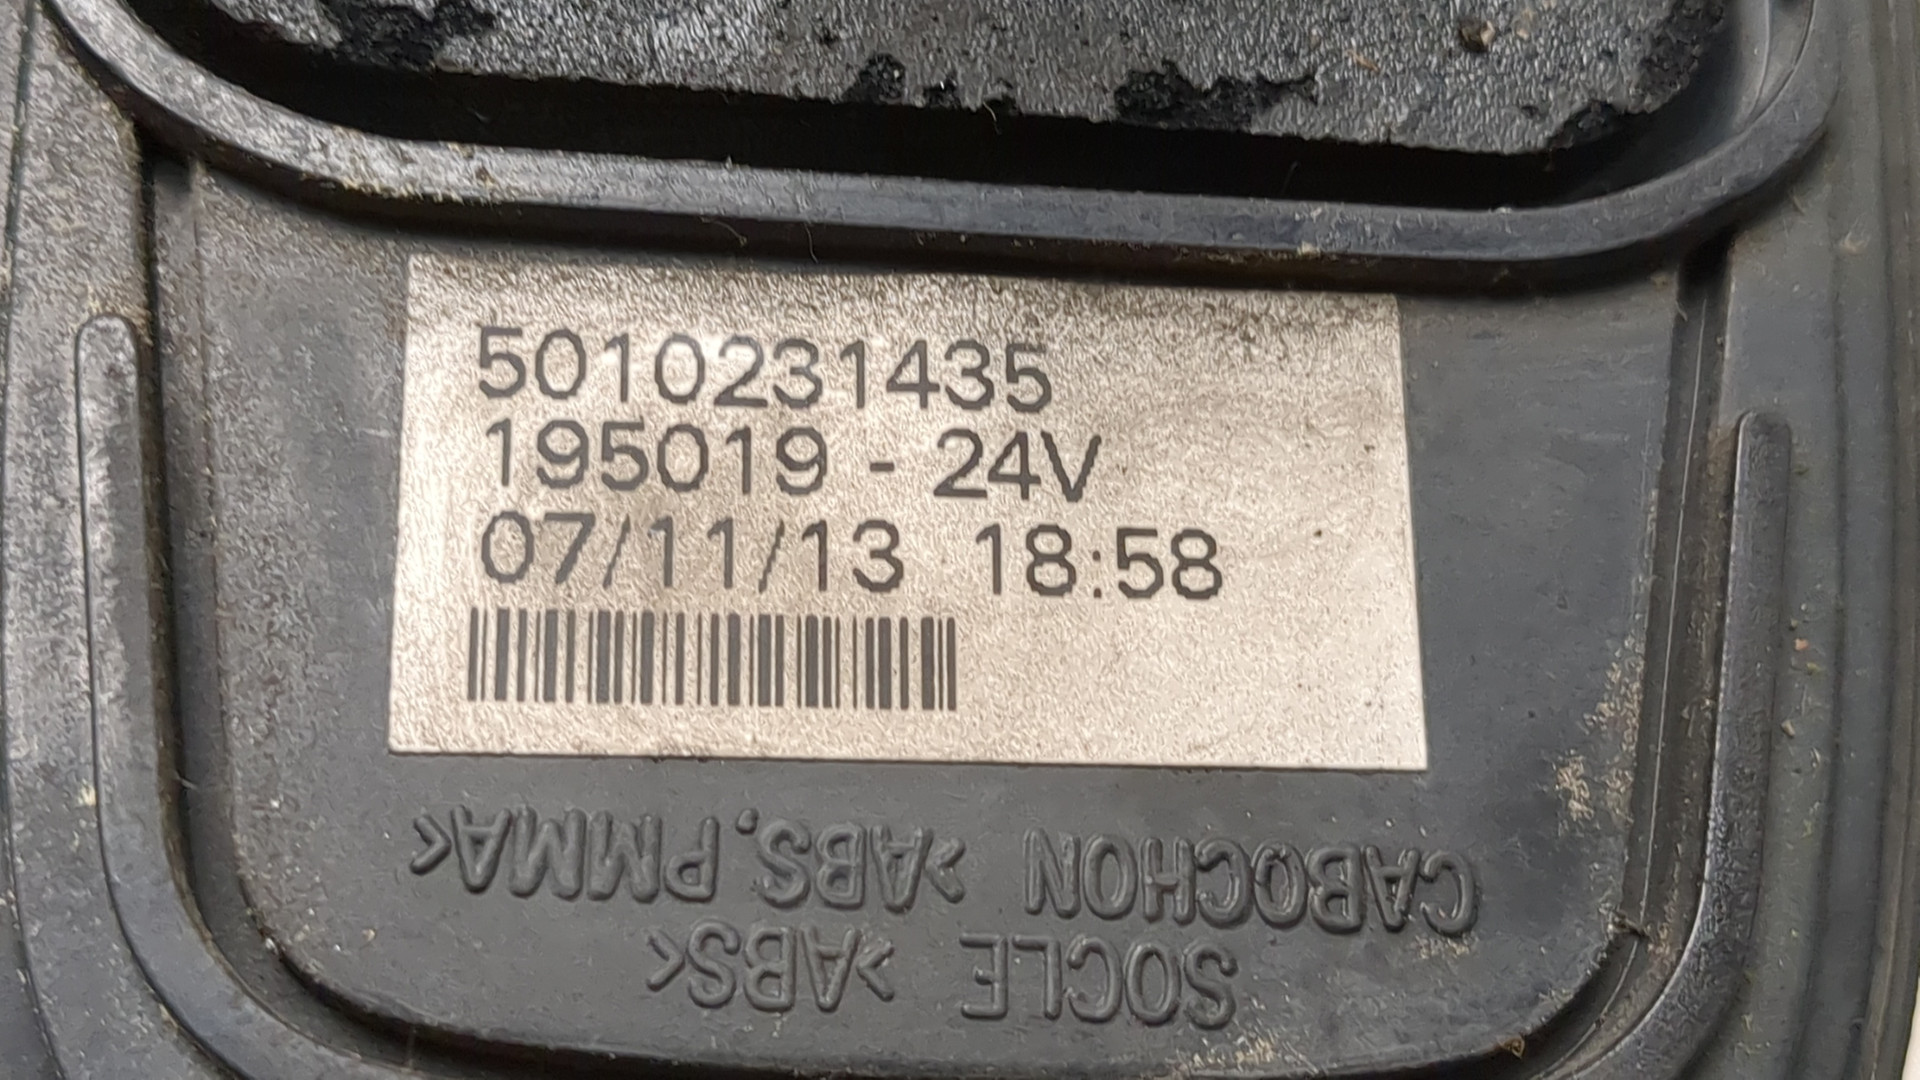 5010231435
195019 - 24V
07/11/13 18:58
SOCLE >ABS<
CABOCHON >ABS, PMMA<